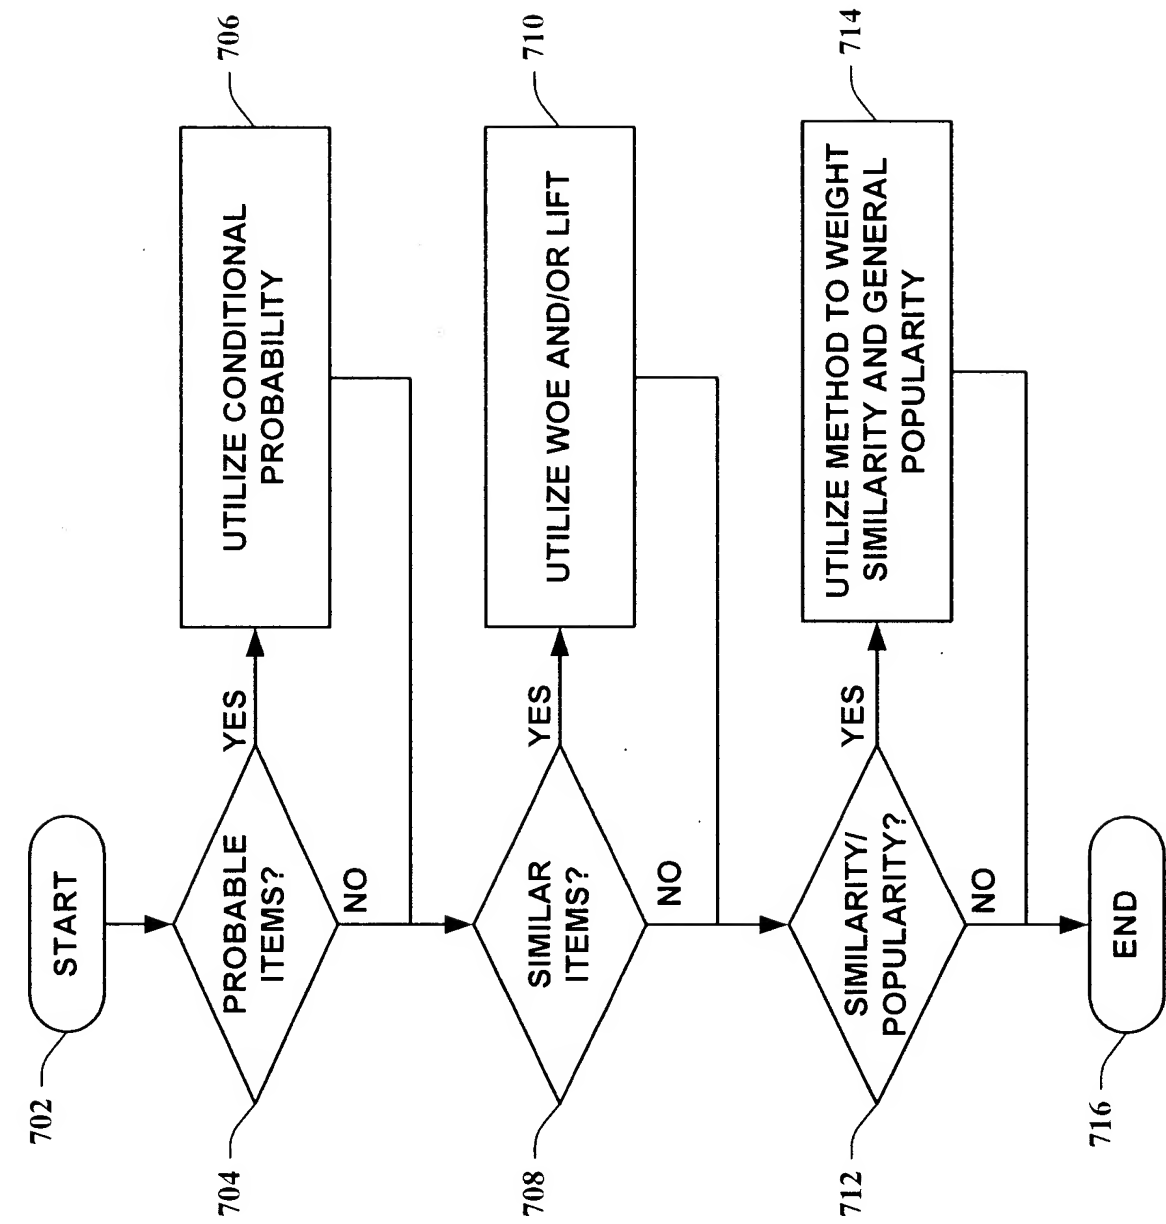 702
START
704
PROBABLE
ITEMS?
YES
NO
706
UTILIZE CONDITIONAL
PROBABILITY
708
SIMILAR
ITEMS?
YES
NO
710
UTILIZE WOE AND/OR LIFT
712
SIMILARITY/
POPULARITY?
YES
NO
714
UTILIZE METHOD TO WEIGHT
SIMILARITY AND GENERAL
POPULARITY
716
END